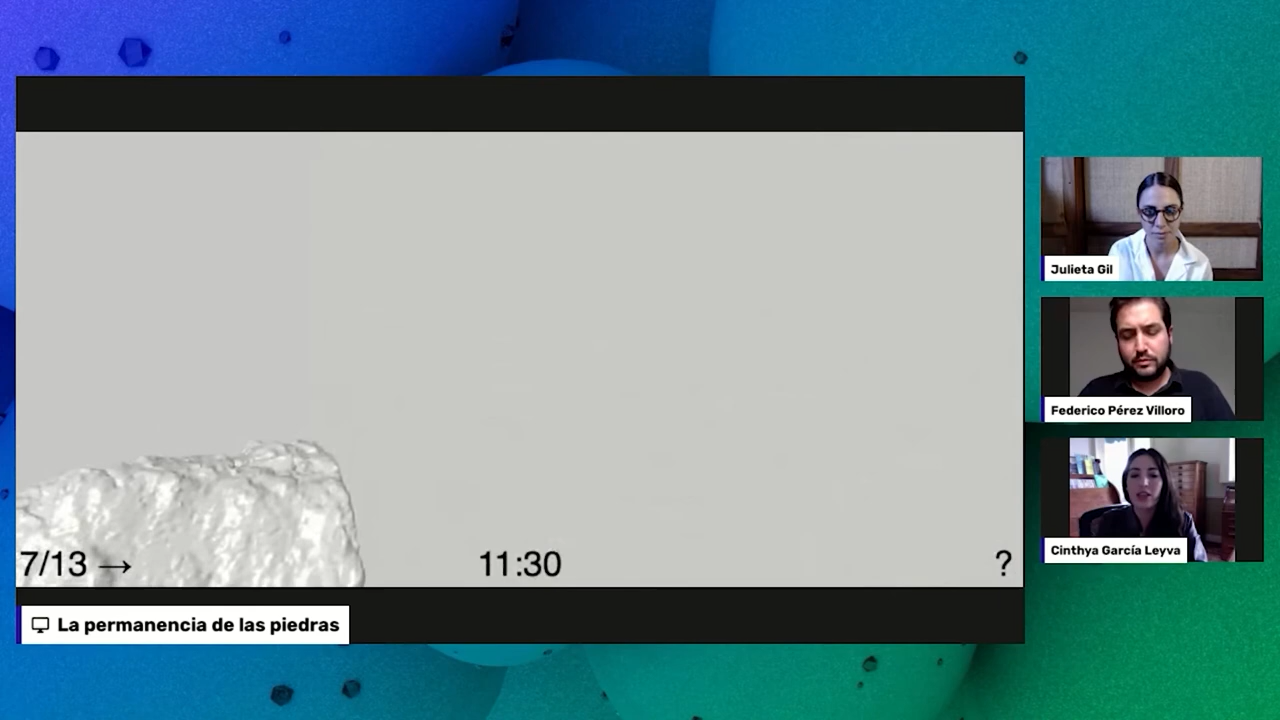 7/13 →
11:30
?
La permanencia de las piedras
Julieta Gil
Federico Pérez Villoro
Cinthya García Leyva